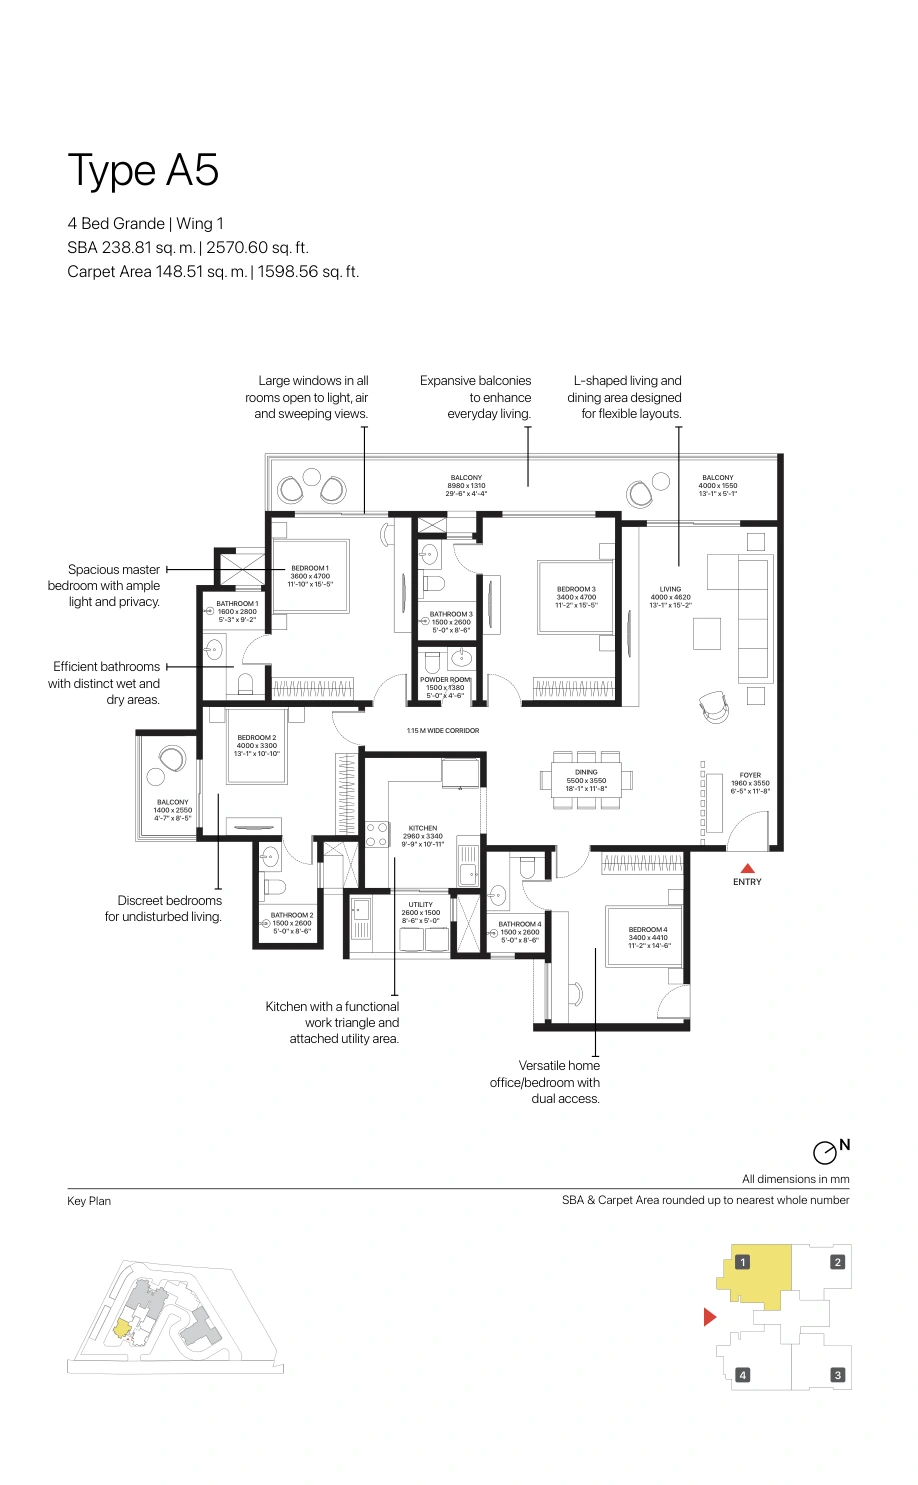 Type A5
4 Bed Grande | Wing 1
SBA 238.81 sq. m. | 2570.60 sq. ft.
Carpet Area 148.51 sq. m. | 1598.56 sq. ft.
Large windows in all
rooms open to light, air
and sweeping views.
Expansive balconies
to enhance
everyday living.
L-shaped living and
dining area designed
for flexible layouts.
BALCONY
8980 x 1310
29'-6" x 4'-4"
BALCONY
4000 x 1550
13'-1" x 5'-1"
Spacious master
bedroom with ample
light and privacy.
BEDROOM 1
3600 x 4700
11'-10" x 15'-5"
BATHROOM 1
1600 x 2800
5'-3" x 9'-2"
BATHROOM 3
1500 x 2600
5'-0" x 8'-6"
BEDROOM 3
3400 x 4700
11'-2" x 15'-5"
LIVING
4000 x 4620
13'-1" x 15'-2"
Efficient bathrooms
with distinct wet and
dry areas.
POWDER ROOM
1500 x 1380
5'-0" x 4'-6"
1.15 M WIDE CORRIDOR
BEDROOM 2
4000 x 3300
13'-1" x 10'-10"
BALCONY
1400 x 2550
4'-7" x 8'-5"
DINING
5500 x 3550
18'-1" x 11'-8"
FOYER
1960 x 3550
6'-5" x 11'-8"
KITCHEN
2960 x 3340
9'-9" x 10'-11"
ENTRY
Discreet bedrooms
for undisturbed living.
BATHROOM 2
1500 x 2600
5'-0" x 8'-6"
UTILITY
2600 x 1500
8'-6" x 5'-0"
BATHROOM 4
1500 x 2600
5'-0" x 8'-6"
BEDROOM 4
3400 x 4410
11'-2" x 14'-6"
Kitchen with a functional
work triangle and
attached utility area.
Versatile home
office/bedroom with
dual access.
N
All dimensions in mm
Key Plan
SBA & Carpet Area rounded up to nearest whole number
1
2
4
3